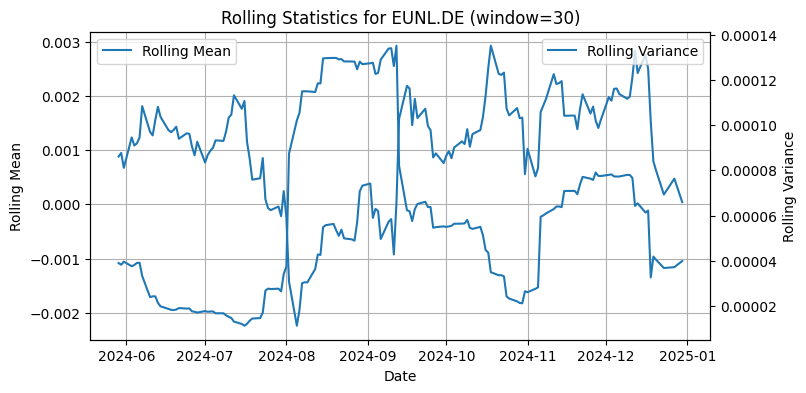 Rolling Statistics for EUNL.DE (window=30)
Rolling Mean
Rolling Variance
0.003
0.002
0.001
0.000
−0.001
−0.002
Rolling Mean
0.00014
0.00012
0.00010
0.00008
0.00006
0.00004
0.00002
Rolling Variance
2024-06 2024-07 2024-08 2024-09 2024-10 2024-11 2024-12 2025-01
Date